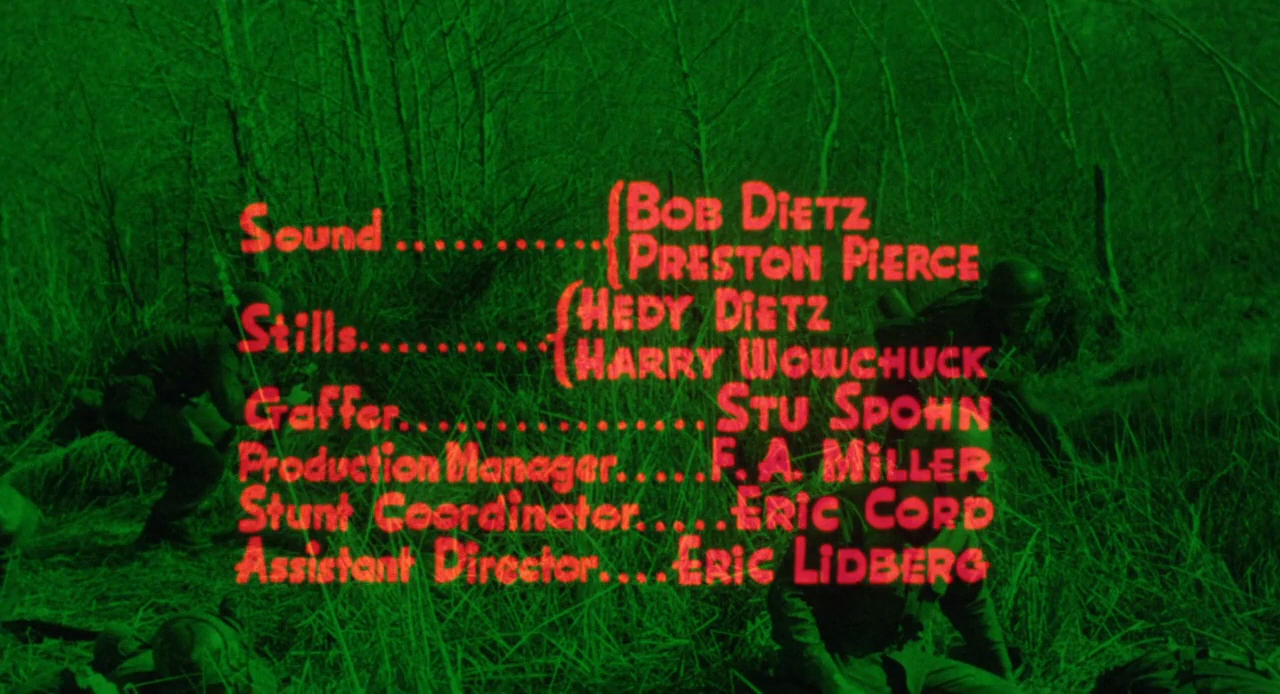 Sound ............ { BOB DiETZ
PRESTON PiERCE
Stills........... { HEDY DiETZ
HARRY WOWCHUCK
Gaffer................ STU SPOHN
Production Manager.....F. A. MiLLER
Stunt Coordinator.....ERiC CORD
Assistant Director....ERiC LiDBERG